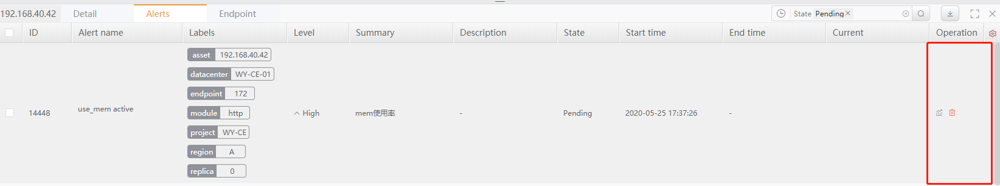 192.168.40.42 Detail Alerts Endpoint State Pending
ID Alert name Labels Level Summary Description State Start time End time Current Operation
asset 192.168.40.42
datacenter WY-CE-01
endpoint 172
14448 use_mem active module http High mem使用率 - Pending 2020-05-25 17:37:26 -
project WY-CE
region A
replica 0